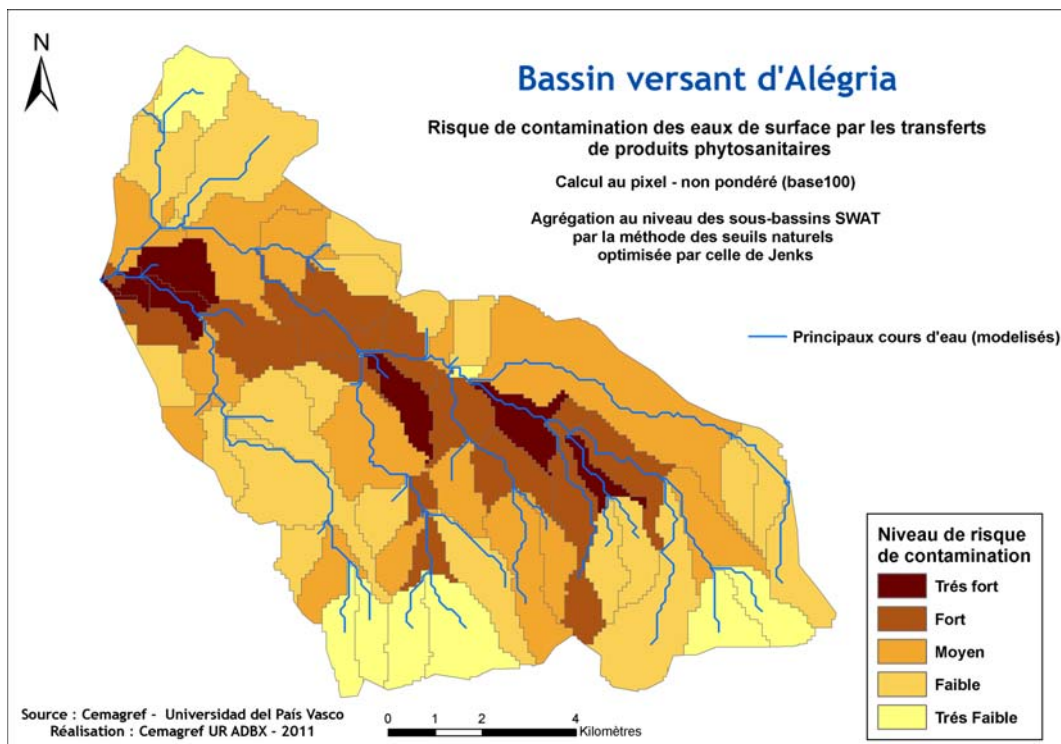 N
Bassin versant d'Alégria
Risque de contamination des eaux de surface par les transferts
de produits phytosanitaires
Calcul au pixel - non pondéré (base100)
Agrégation au niveau des sous-bassins SWAT
par la méthode des seuils naturels
optimisée par celle de Jenks
Principaux cours d'eau (modelisés)
Niveau de risque
de contamination
Trés fort
Fort
Moyen
Faible
Trés Faible
Source : Cemagref - Universidad del País Vasco
Réalisation : Cemagref UR ADBX - 2011
0 1 2 4
Kilomètres